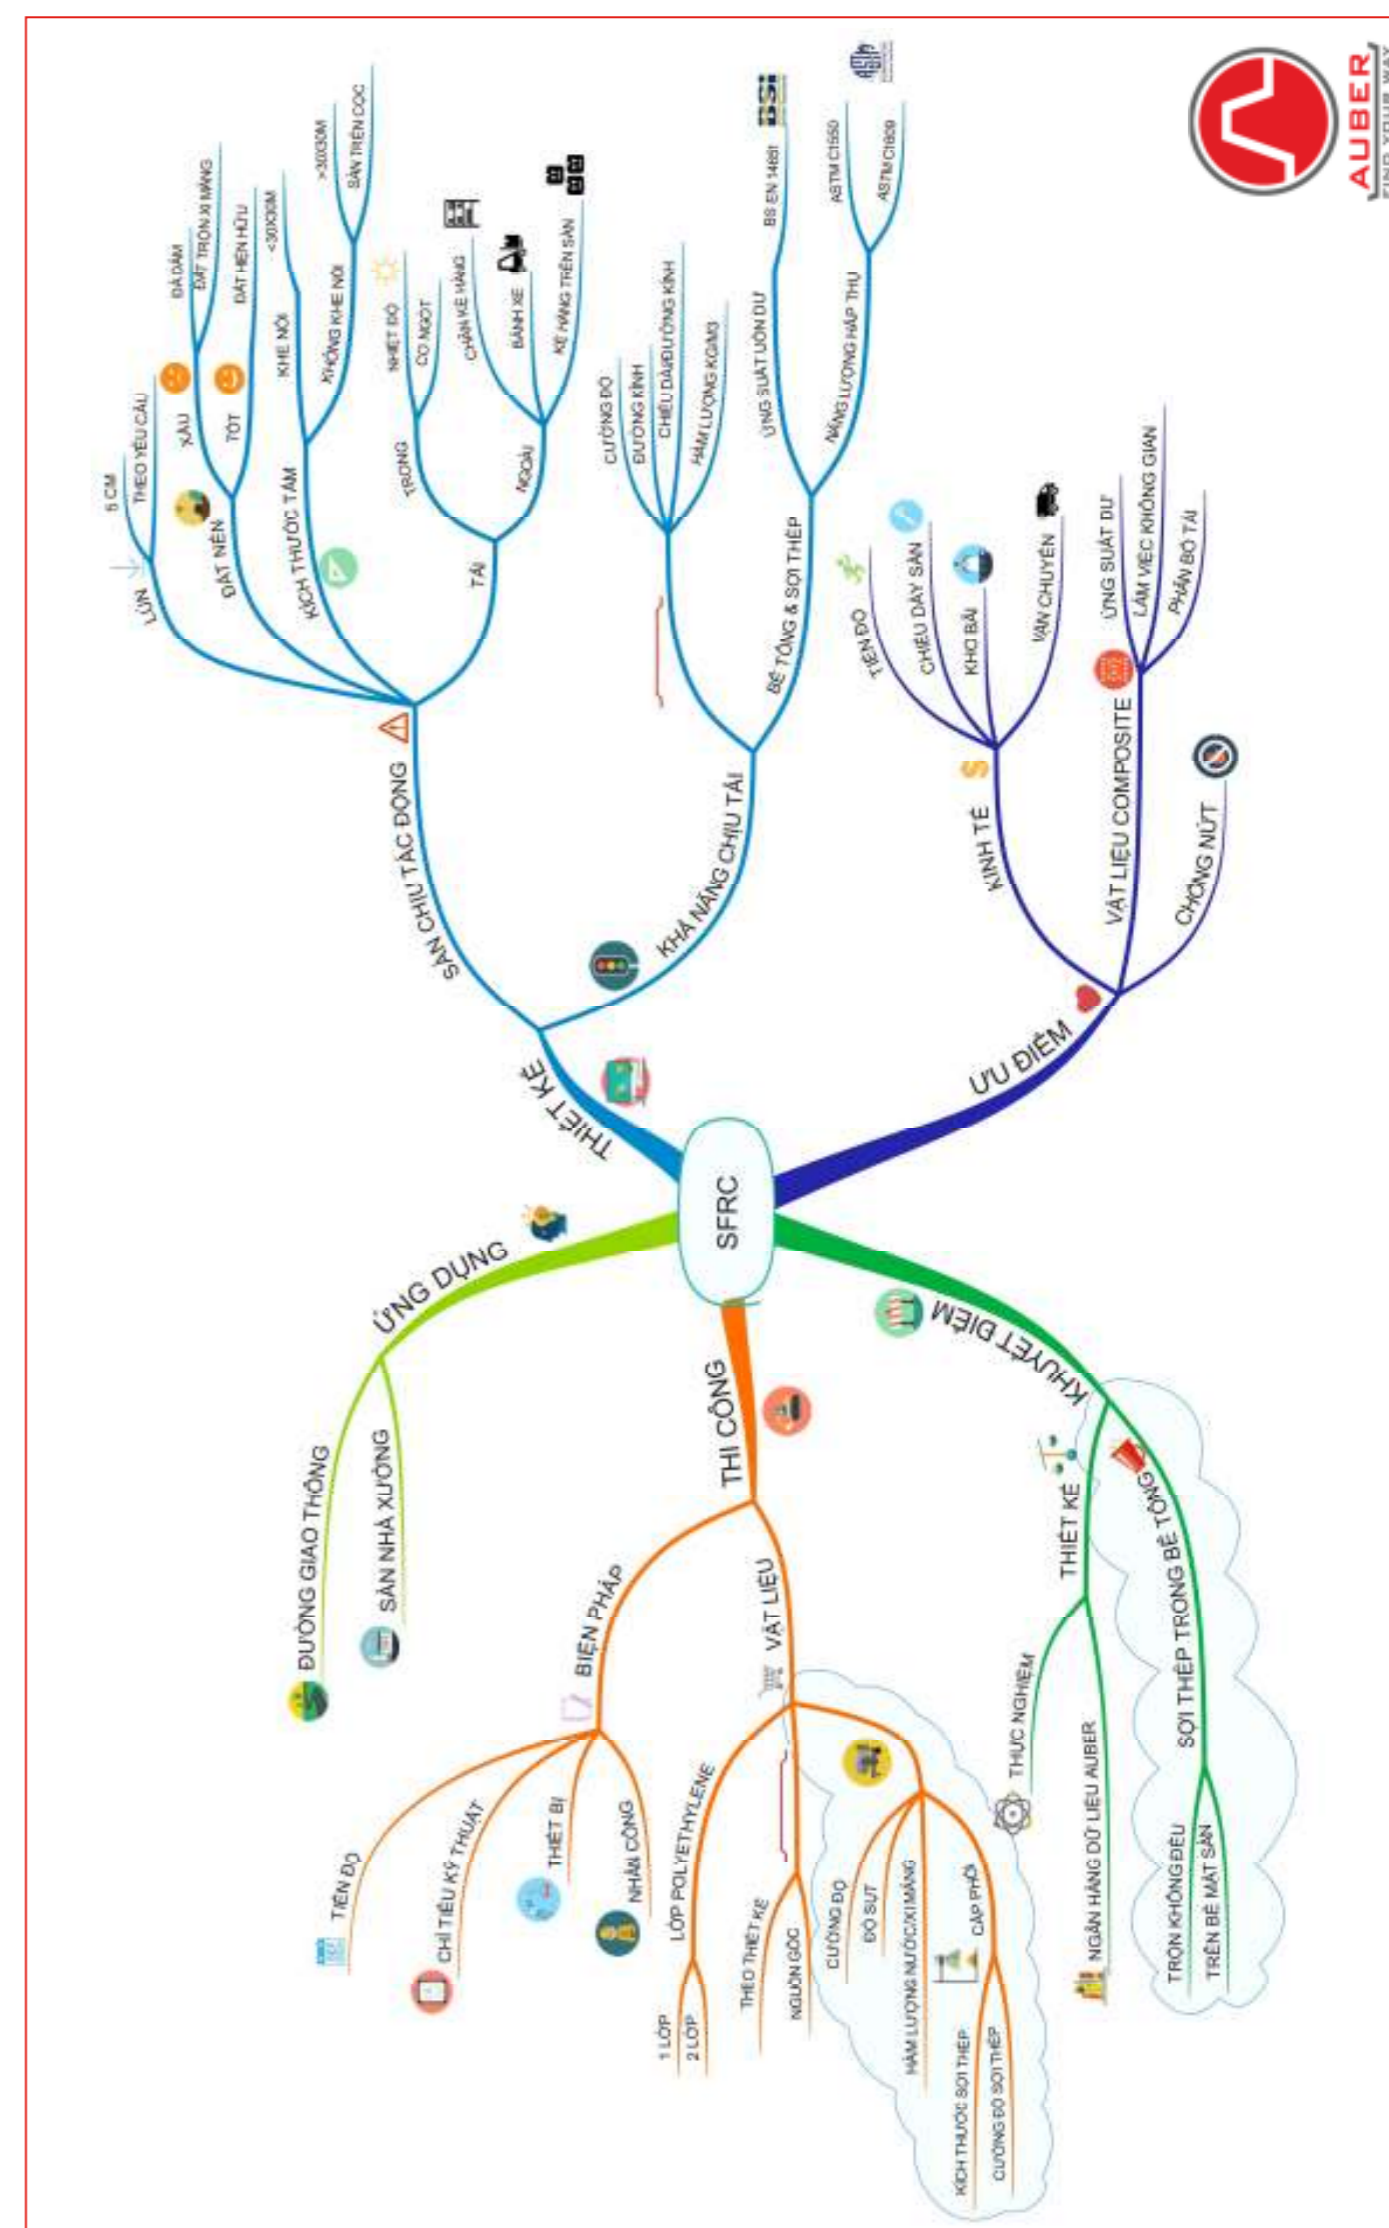 AUBER
FIND YOUR WAY
SFRC
THIẾT KẾ
SÀN CHỊU TÁC ĐỘNG
LÚN
5 CM
THEO YÊU CẦU
ĐẤT NỀN
XẤU
ĐÁ DĂM
ĐẤT TRỘN XI MĂNG
TỐT
ĐẤT HIỆN HỮU
KÍCH THƯỚC TẤM
KHE NỐI
<30X30M
KHÔNG KHE NỐI
>30X30M
SÀN TRÊN CỌC
TẢI
TRONG
NHIỆT ĐỘ
CO NGÓT
NGOÀI
CHÂN KỆ HÀNG
BÁNH XE
KỆ HÀNG TRÊN SÀN
KHẢ NĂNG CHỊU TẢI
CƯỜNG ĐỘ
ĐƯỜNG KÍNH
CHIỀU DÀI/ĐƯỜNG KÍNH
HÀM LƯỢNG KG/M3
BÊ TÔNG & SỢI THÉP
ỨNG SUẤT UỐN DƯ
BS EN 14651
BSi
NĂNG LƯỢNG HẤP THỤ
ASTM C1550
ASTM C1609
ASTM
ƯU ĐIỂM
KINH TẾ
TIẾN ĐỘ
CHIỀU DÀY SÀN
KHO BÃI
VẬN CHUYỂN
VẬT LIỆU COMPOSITE
ỨNG SUẤT DƯ
LÀM VIỆC KHÔNG GIAN
PHÂN BỐ TẢI
CHỐNG NỨT
ỨNG DỤNG
ĐƯỜNG GIAO THÔNG
SÀN NHÀ XƯỞNG
THI CÔNG
BIỆN PHÁP
TIẾN ĐỘ
CHỈ TIÊU KỸ THUẬT
THIẾT BỊ
NHÂN CÔNG
VẬT LIỆU
LỚP POLYETHYLENE
1 LỚP
2 LỚP
THEO THIẾT KẾ
NGUỒN GỐC
CƯỜNG ĐỘ
ĐỘ SỤT
HÀM LƯỢNG NƯỚC/XI MĂNG
CẤP PHỐI
KÍCH THƯỚC SỢI THÉP
CƯỜNG ĐỘ SỢI THÉP
KHUYẾT ĐIỂM
THIẾT KẾ
THỰC NGHIỆM
NGÂN HÀNG DỮ LIỆU AUBER
SỢI THÉP TRONG BÊ TÔNG
TRỘN KHÔNG ĐỀU
TRÊN BỀ MẶT SÀN